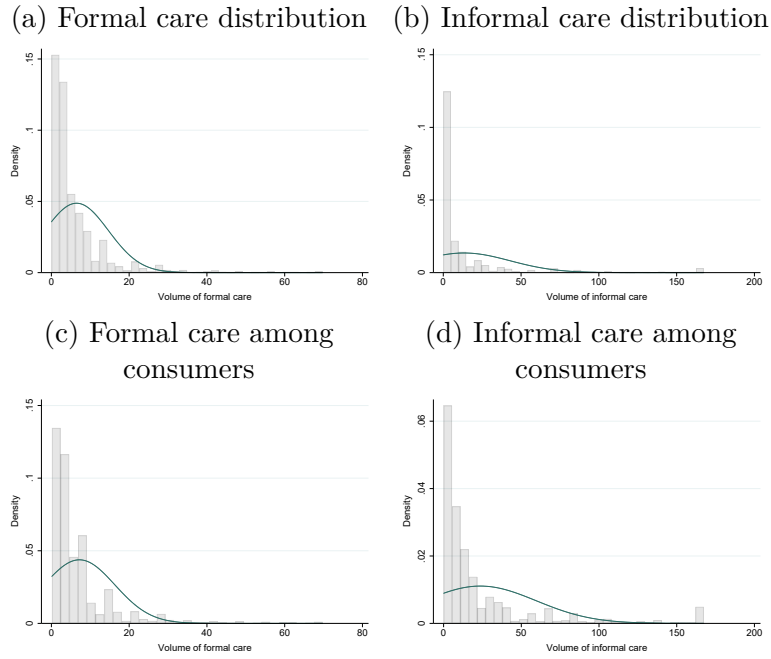 (a) Formal care distribution
(b) Informal care distribution
.15
.1
.05
0
Density
0 20 40 60 80
Volume of formal care
.15
.1
.05
0
Density
0 50 100 150 200
Volume of informal care
(c) Formal care among
consumers
(d) Informal care among
consumers
.15
.1
.05
0
Density
0 20 40 60 80
Volume of formal care
.06
.04
.02
0
Density
0 50 100 150 200
Volume of informal care